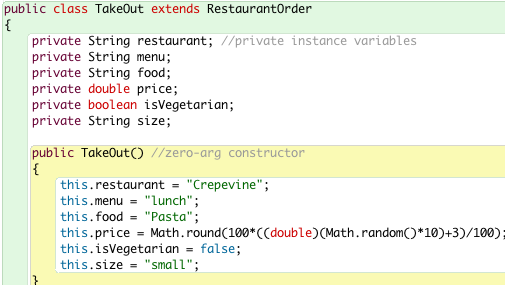 public class TakeOut extends RestaurantOrder
{
private String restaurant; //private instance variables
private String menu;
private String food;
private double price;
private boolean isVegetarian;
private String size;
public TakeOut() //zero-arg constructor
{
this.restaurant = "Crepevine";
this.menu = "lunch";
this.food = "Pasta";
this.price = Math.round(100*((double)(Math.random()*10)+3)/100);
this.isVegetarian = false;
this.size = "small";
}